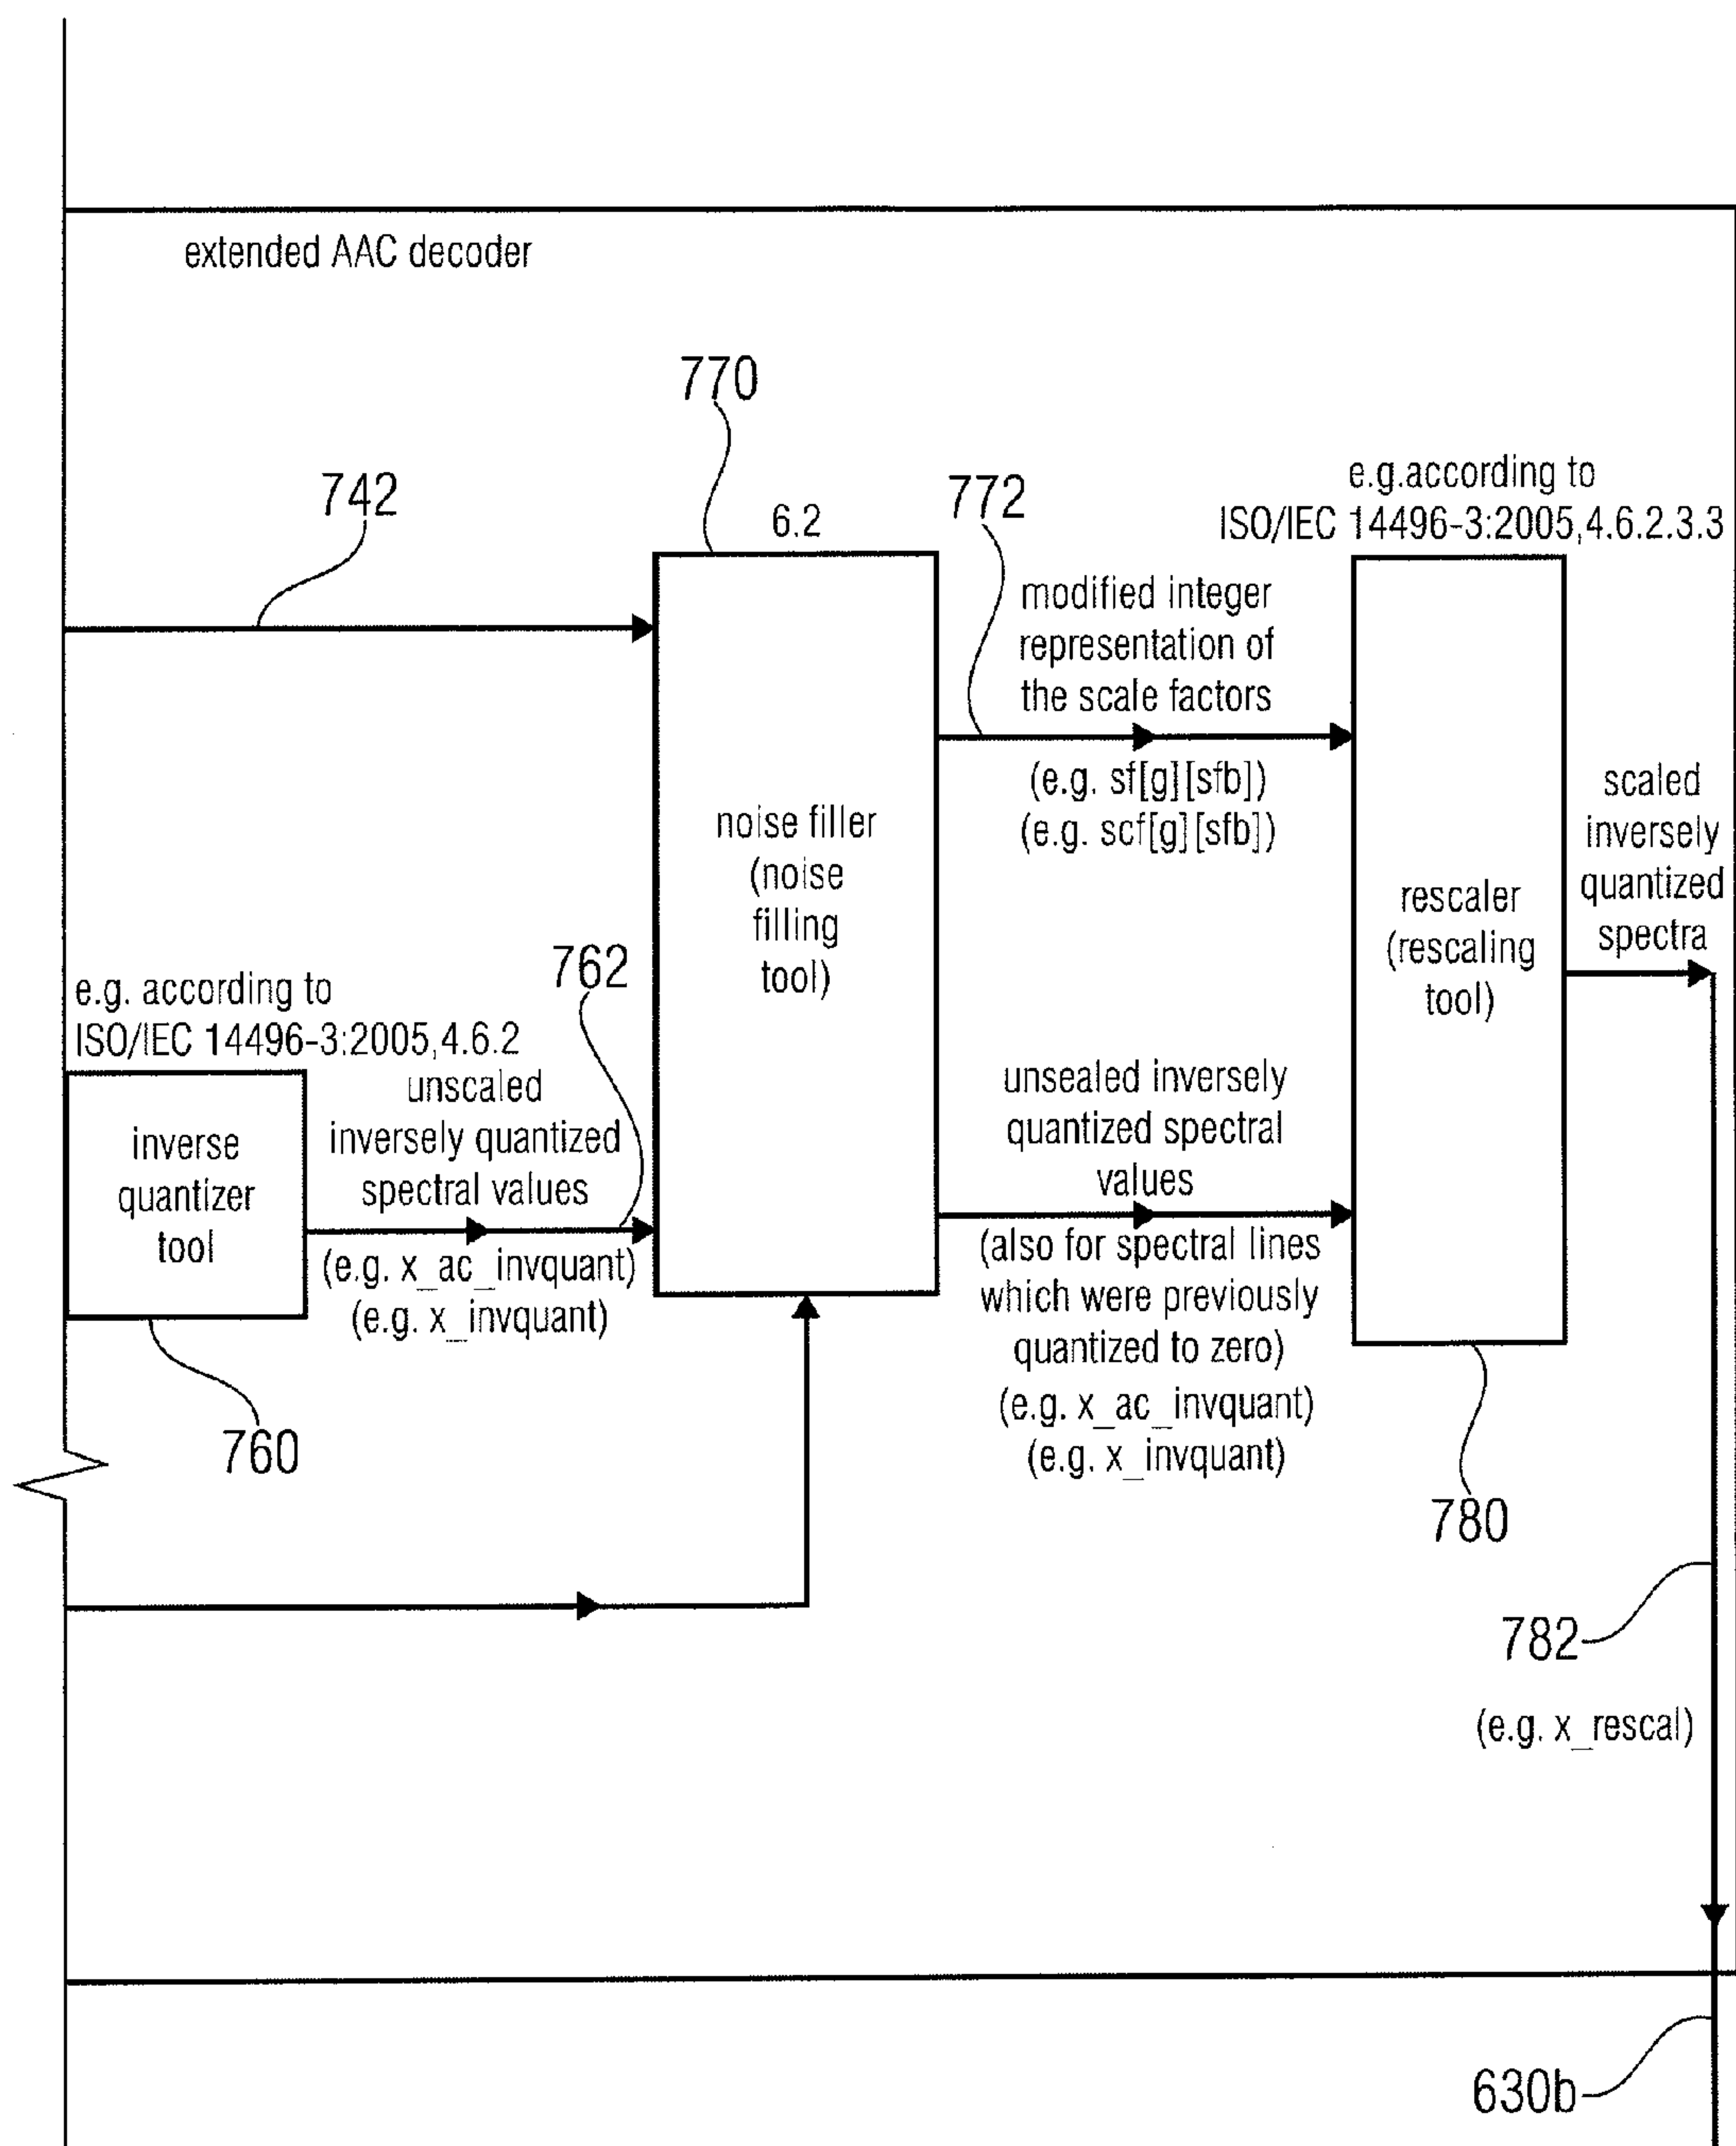 extended AAC decoder
770
742
6.2
772
e.g.according to
ISO/IEC 14496-3:2005,4.6.2.3.3
modified integer
representation of
the scale factors
(e.g. sf[g][sfb])
(e.g. scf[g][sfb])
scaled
inversely
quantized
spectra
noise filler
(noise
filling
tool)
rescaler
(rescaling
tool)
762
e.g. according to
ISO/IEC 14496-3:2005,4.6.2
unscaled
inversely quantized
spectral values
(e.g. x_ac_invquant)
(e.g. x_invquant)
inverse
quantizer
tool
unsealed inversely
quantized spectral
values
(also for spectral lines
which were previously
quantized to zero)
(e.g. x_ac_invquant)
(e.g. x_invquant)
760
780
782
(e.g. x_rescal)
630b